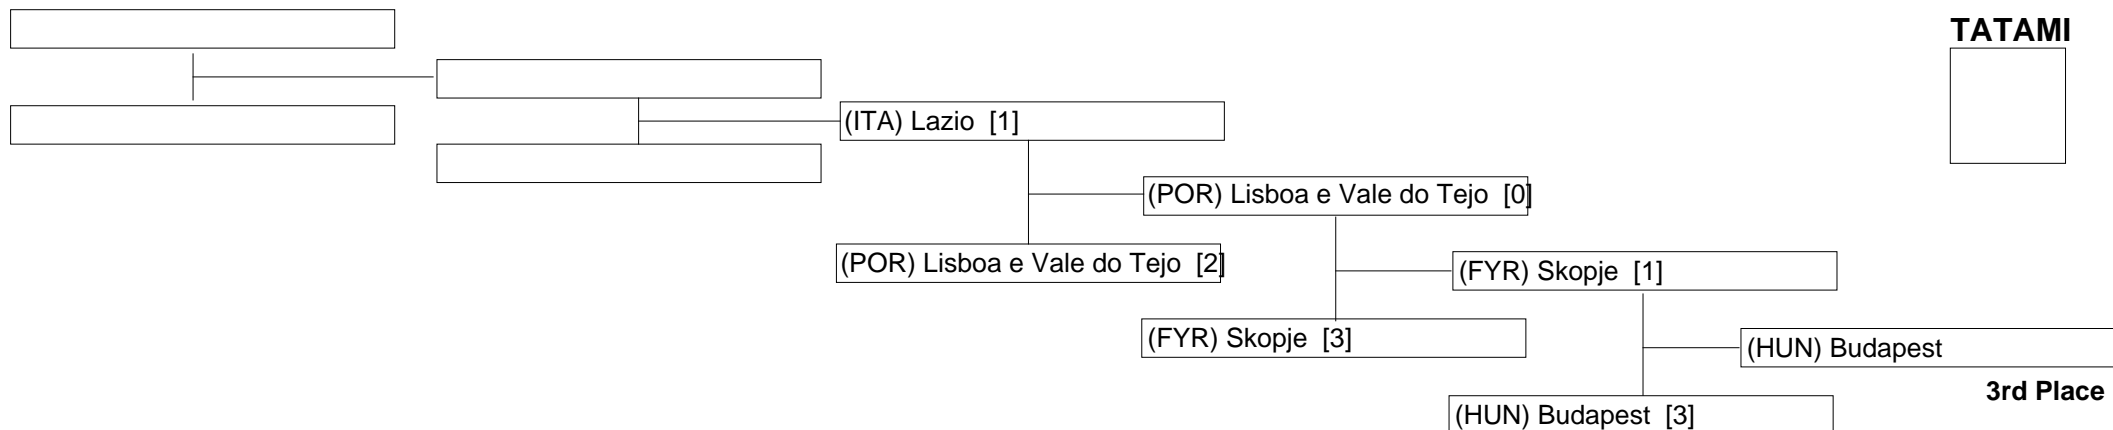 TATAMI
(ITA) Lazio [1]
(POR) Lisboa e Vale do Tejo [0]
(POR) Lisboa e Vale do Tejo [2]
(FYR) Skopje [1]
(FYR) Skopje [3]
(HUN) Budapest
3rd Place
(HUN) Budapest [3]